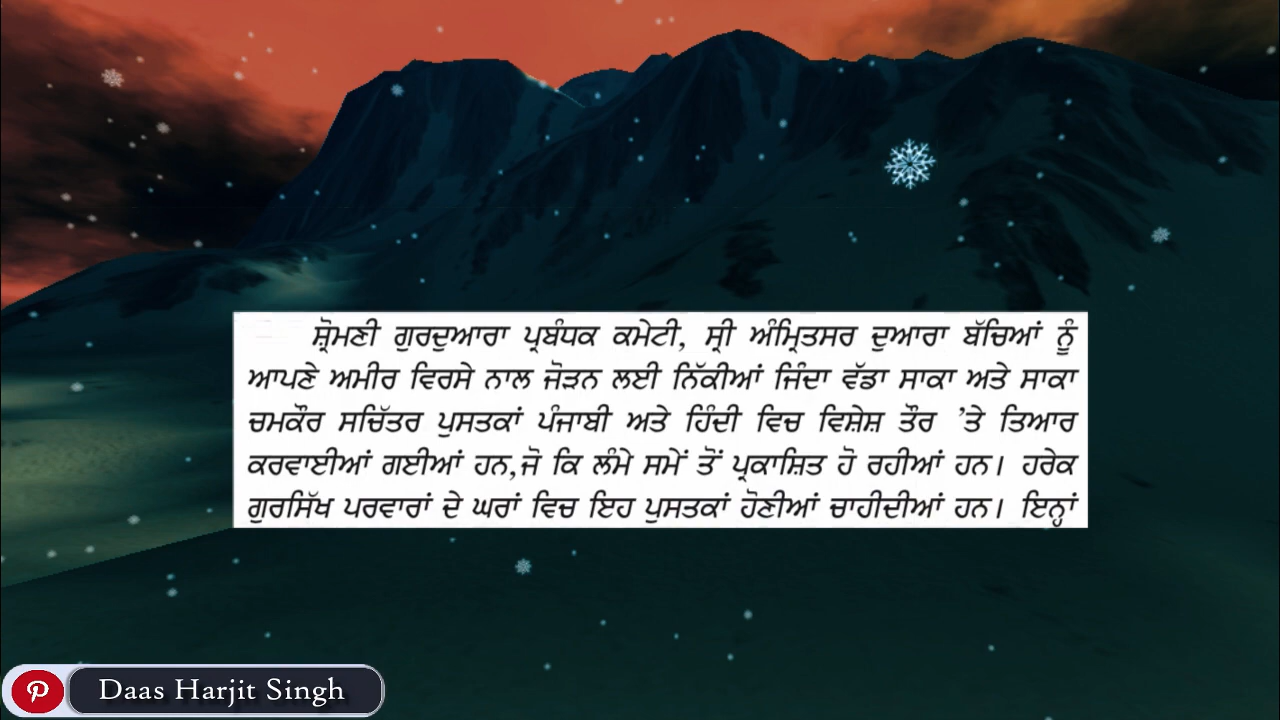 ਸ਼੍ਰੋਮਣੀ ਗੁਰਦੁਆਰਾ ਪ੍ਰਬੰਧਕ ਕਮੇਟੀ, ਸ੍ਰੀ ਅੰਮ੍ਰਿਤਸਰ ਦੁਆਰਾ ਬੱਚਿਆਂ ਨੂੰ
ਆਪਣੇ ਅਮੀਰ ਵਿਰਸੇ ਨਾਲ ਜੋੜਨ ਲਈ ਨਿੱਕੀਆਂ ਜਿੰਦਾ ਵੱਡਾ ਸਾਕਾ ਅਤੇ ਸਾਕਾ
ਚਮਕੌਰ ਸਚਿੱਤਰ ਪੁਸਤਕਾਂ ਪੰਜਾਬੀ ਅਤੇ ਹਿੰਦੀ ਵਿਚ ਵਿਸ਼ੇਸ਼ ਤੌਰ ’ਤੇ ਤਿਆਰ
ਕਰਵਾਈਆਂ ਗਈਆਂ ਹਨ,ਜੋ ਕਿ ਲੰਮੇ ਸਮੇਂ ਤੋਂ ਪ੍ਰਕਾਸ਼ਿਤ ਹੋ ਰਹੀਆਂ ਹਨ। ਹਰੇਕ
ਗੁਰਸਿੱਖ ਪਰਵਾਰਾਂ ਦੇ ਘਰਾਂ ਵਿਚ ਇਹ ਪੁਸਤਕਾਂ ਹੋਣੀਆਂ ਚਾਹੀਦੀਆਂ ਹਨ। ਇਨ੍ਹਾਂ
Daas Harjit Singh